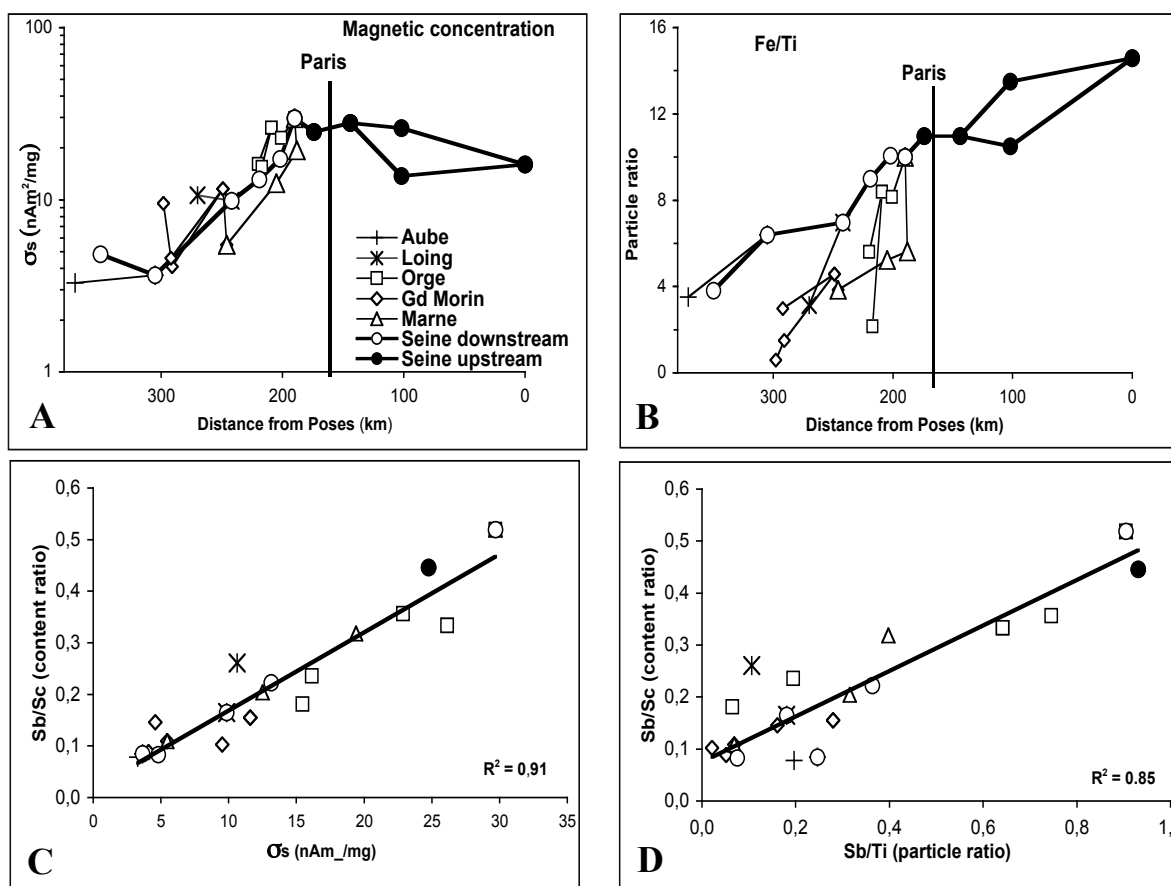 100
10
1
σs (nAm²/mg)
Magnetic concentration
Paris
Aube
Loing
Orge
Gd Morin
Marne
Seine downstream
Seine upstream
300 200 100 0
Distance from Poses (km)
A
16
12
8
4
0
Particle ratio
Fe/Ti
Paris
300 200 100 0
Distance from Poses (km)
B
0,6
0,5
0,4
0,3
0,2
0,1
0,0
Sb/Sc (content ratio)
R² = 0,91
0 5 10 15 20 25 30 35
σs (nAm_/mg)
C
0,6
0,5
0,4
0,3
0,2
0,1
0,0
Sb/Sc (content ratio)
R² = 0.85
0,0 0,2 0,4 0,6 0,8 1,
Sb/Ti (particle ratio)
D